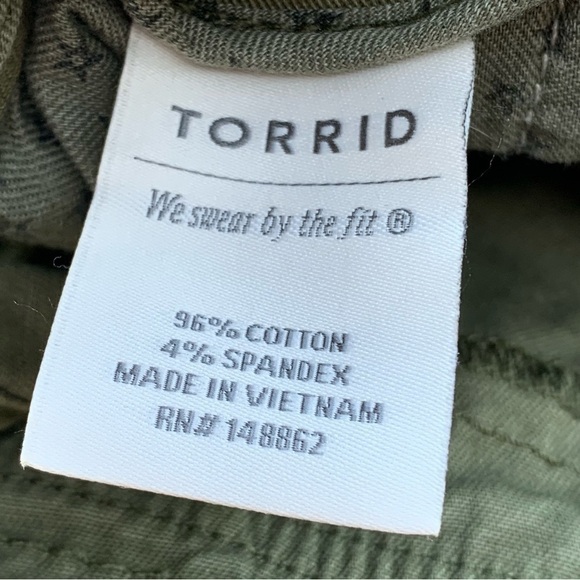 TORRID
We swear by the fit ®
96% COTTON
4% SPANDEX
MADE IN VIETNAM
RN# 148862